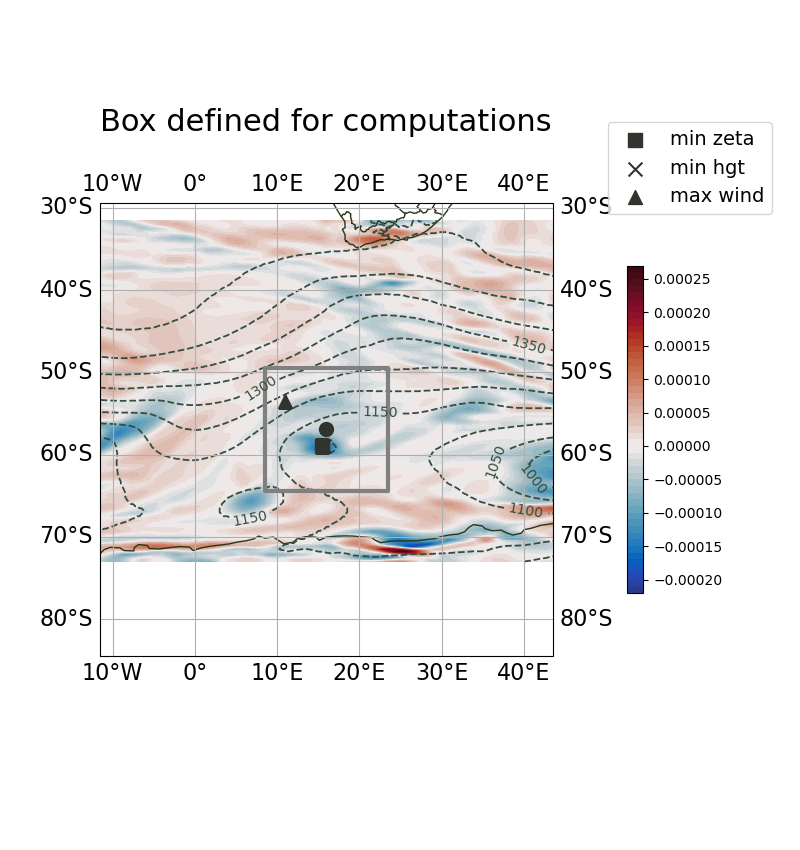 Box defined for computations
min zeta
min hgt
max wind
10°W 0° 10°E 20°E 30°E 40°E
30°S 30°S
40°S 40°S
50°S 50°S
60°S 60°S
70°S 70°S
80°S 80°S
10°W 0° 10°E 20°E 30°E 40°E
1350
1300
1150
1050
1000
1150
1100
0.00025
0.00020
0.00015
0.00010
0.00005
0.00000
−0.00005
−0.00010
−0.00015
−0.00020